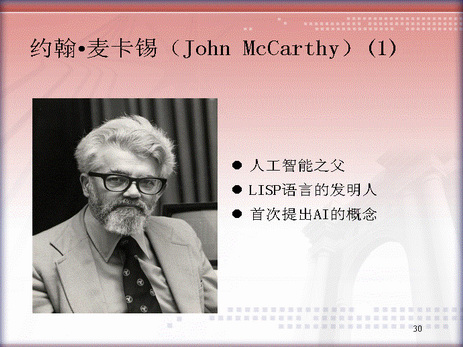 约翰•麦卡锡（John McCarthy）(1)
● 人工智能之父
● LISP语言的发明人
● 首次提出AI的概念
30